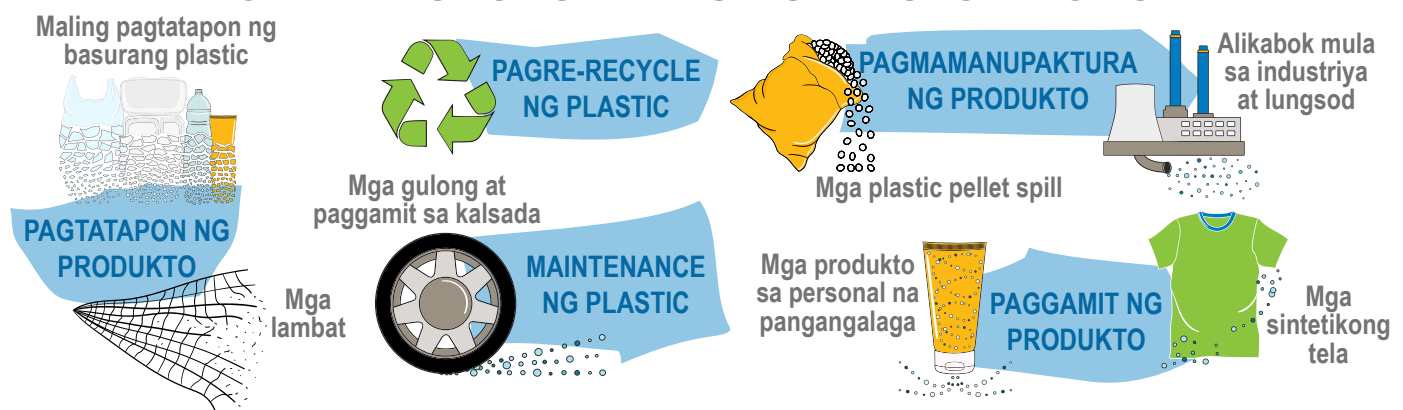 Maling pagtatapon ng
basurang plastic
PAGTATAPON NG
PRODUKTO
Mga
lambat
PAGRE-RECYCLE
NG PLASTIC
Mga gulong at
paggamit sa kalsada
MAINTENANCE
NG PLASTIC
PAGMAMANUPAKTURA
NG PRODUKTO
Alikabok mula
sa industriya
at lungsod
Mga plastic pellet spill
Mga produkto
sa personal na
pangangalaga
PAGGAMIT NG
PRODUKTO
Mga
sintetikong
tela